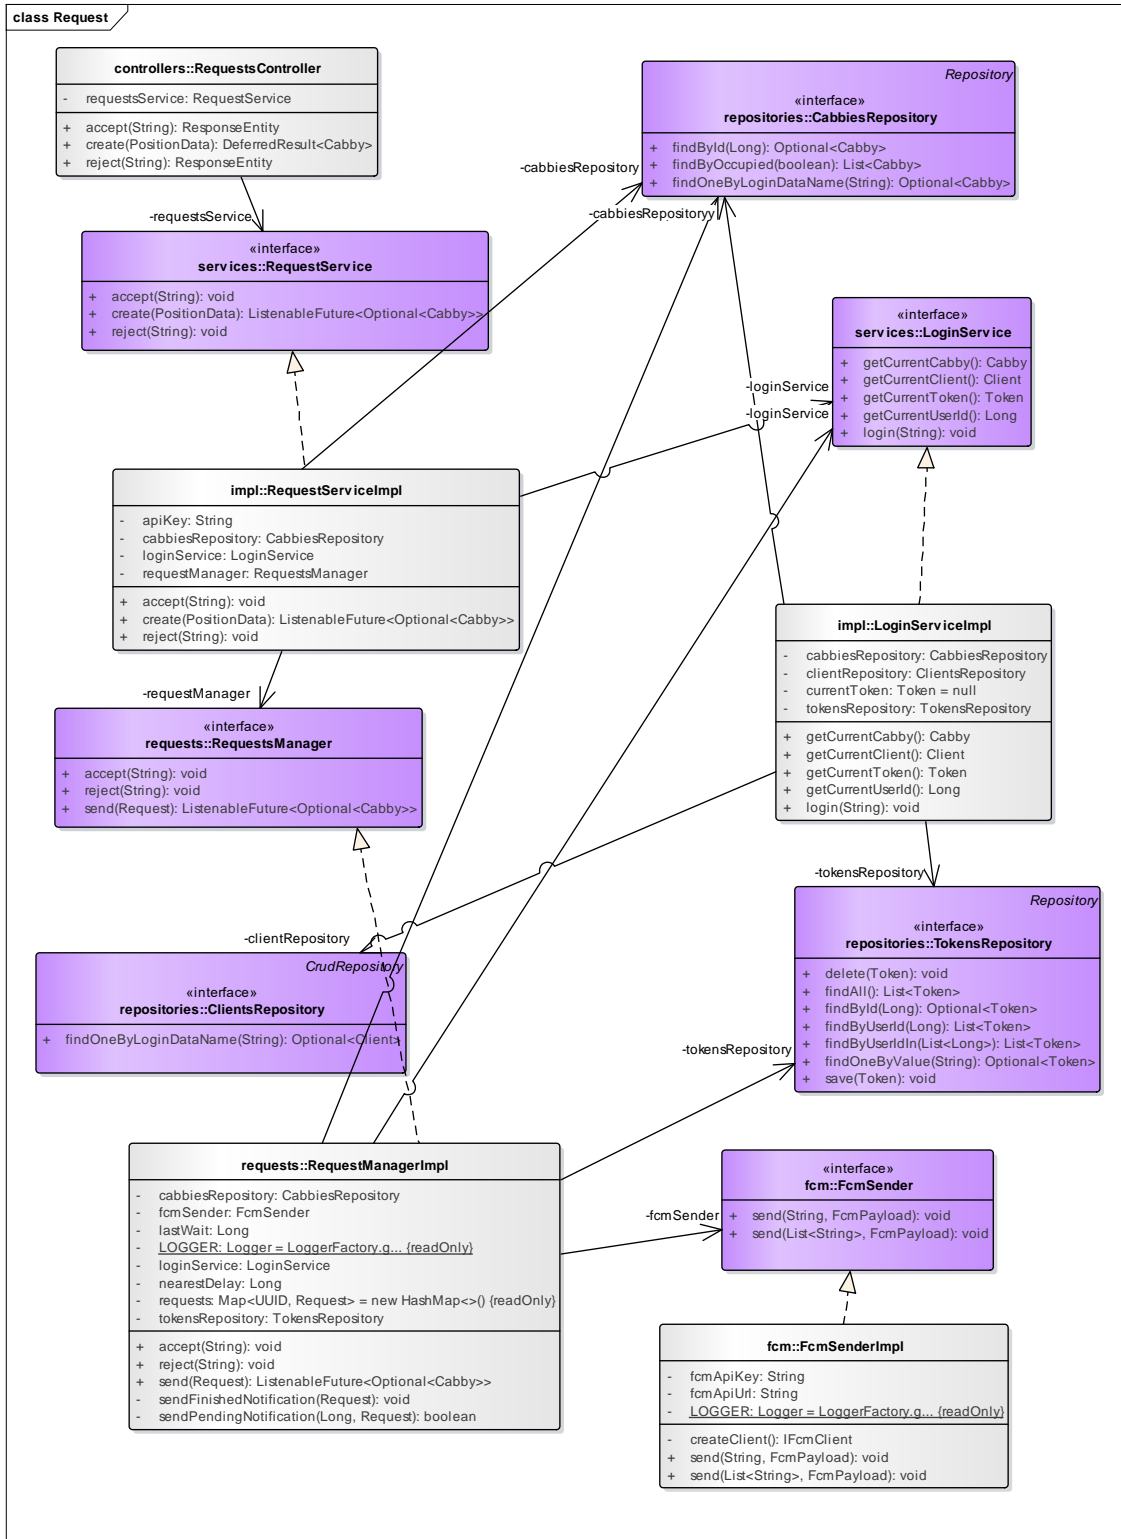 class Request
controllers::RequestsController
- requestsService: RequestService
+ accept(String): ResponseEntity
+ create(PositionData): DeferredResult<Cabby>
+ reject(String): ResponseEntity
Repository
«interface»
repositories::CabbiesRepository
+ findById(Long): Optional<Cabby>
+ findByOccupied(boolean): List<Cabby>
+ findOneByLoginDataName(String): Optional<Cabby>
-cabbiesRepository
-cabbiesRepositoryy
-requestsService
«interface»
services::RequestService
+ accept(String): void
+ create(PositionData): ListenableFuture<Optional<Cabby>>
+ reject(String): void
«interface»
services::LoginService
+ getCurrentCabby(): Cabby
+ getCurrentClient(): Client
+ getCurrentToken(): Token
+ getCurrentUserId(): Long
+ login(String): void
-loginService
-loginService
impl::RequestServiceImpl
- apiKey: String
- cabbiesRepository: CabbiesRepository
- loginService: LoginService
- requestManager: RequestsManager
+ accept(String): void
+ create(PositionData): ListenableFuture<Optional<Cabby>>
+ reject(String): void
impl::LoginServiceImpl
- cabbiesRepository: CabbiesRepository
- clientRepository: ClientsRepository
- currentToken: Token = null
- tokensRepository: TokensRepository
+ getCurrentCabby(): Cabby
+ getCurrentClient(): Client
+ getCurrentToken(): Token
+ getCurrentUserId(): Long
+ login(String): void
-requestManager
«interface»
requests::RequestsManager
+ accept(String): void
+ reject(String): void
+ send(Request): ListenableFuture<Optional<Cabby>>
-tokensRepository
-clientRepository
CrudRepository
«interface»
repositories::ClientsRepository
+ findOneByLoginDataName(String): Optional<Client>
Repository
«interface»
repositories::TokensRepository
+ delete(Token): void
+ findAll(): List<Token>
+ findById(Long): Optional<Token>
+ findByUserId(Long): List<Token>
+ findByUserIdIn(List<Long>): List<Token>
+ findOneByValue(String): Optional<Token>
+ save(Token): void
-tokensRepository
requests::RequestManagerImpl
- cabbiesRepository: CabbiesRepository
- fcmSender: FcmSender
- lastWait: Long
- LOGGER: Logger = LoggerFactory.g... {readOnly}
- loginService: LoginService
- nearestDelay: Long
- requests: Map<UUID, Request> = new HashMap<>() {readOnly}
- tokensRepository: TokensRepository
+ accept(String): void
+ reject(String): void
+ send(Request): ListenableFuture<Optional<Cabby>>
- sendFinishedNotification(Request): void
- sendPendingNotification(Long, Request): boolean
-fcmSender
«interface»
fcm::FcmSender
+ send(String, FcmPayload): void
+ send(List<String>, FcmPayload): void
fcm::FcmSenderImpl
- fcmApiKey: String
- fcmApiUrl: String
- LOGGER: Logger = LoggerFactory.g... {readOnly}
- createClient(): IFcmClient
+ send(String, FcmPayload): void
+ send(List<String>, FcmPayload): void